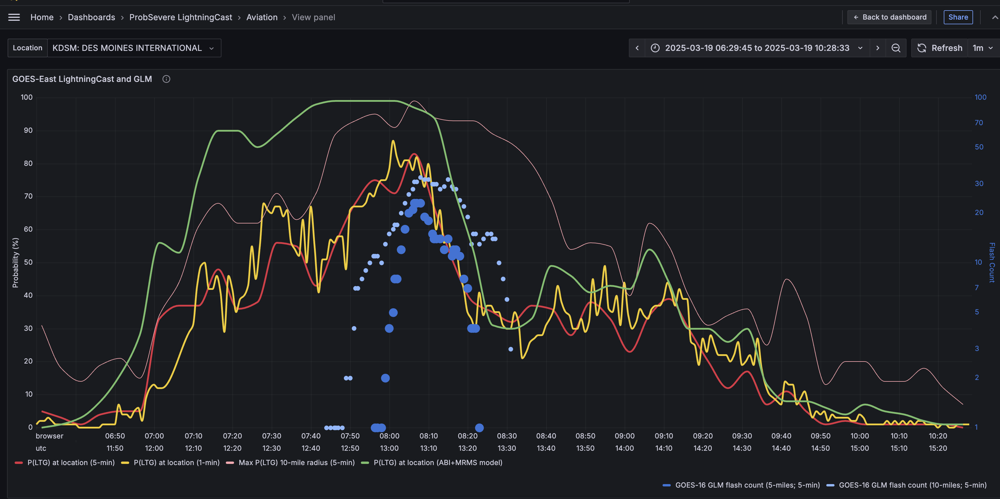 Home › Dashboards › ProbSevere LightningCast › Aviation › View panel
← Back to dashboard
Share
Location KDSM: DES MOINES INTERNATIONAL
2025-03-19 06:29:45 to 2025-03-19 10:28:33
Refresh 1m
GOES-East LightningCast and GLM
Probability (%)
100
90
80
70
60
50
40
30
20
10
0
100
70
50
30
20
10
7
5
3
2
1
Flash Count
browser 06:50 07:00 07:10 07:20 07:30 07:40 07:50 08:00 08:10 08:20 08:30 08:40 08:50 09:00 09:10 09:20 09:30 09:40 09:50 10:00 10:10 10:20
utc 11:50 12:00 12:10 12:20 12:30 12:40 12:50 13:00 13:10 13:20 13:30 13:40 13:50 14:00 14:10 14:20 14:30 14:40 14:50 15:00 15:10 15:20
P(LTG) at location (5-min) P(LTG) at location (1-min) Max P(LTG) 10-mile radius (5-min) P(LTG) at location (ABI+MRMS model)
GOES-16 GLM flash count (5-miles; 5-min) GOES-16 GLM flash count (10-miles; 5-min)